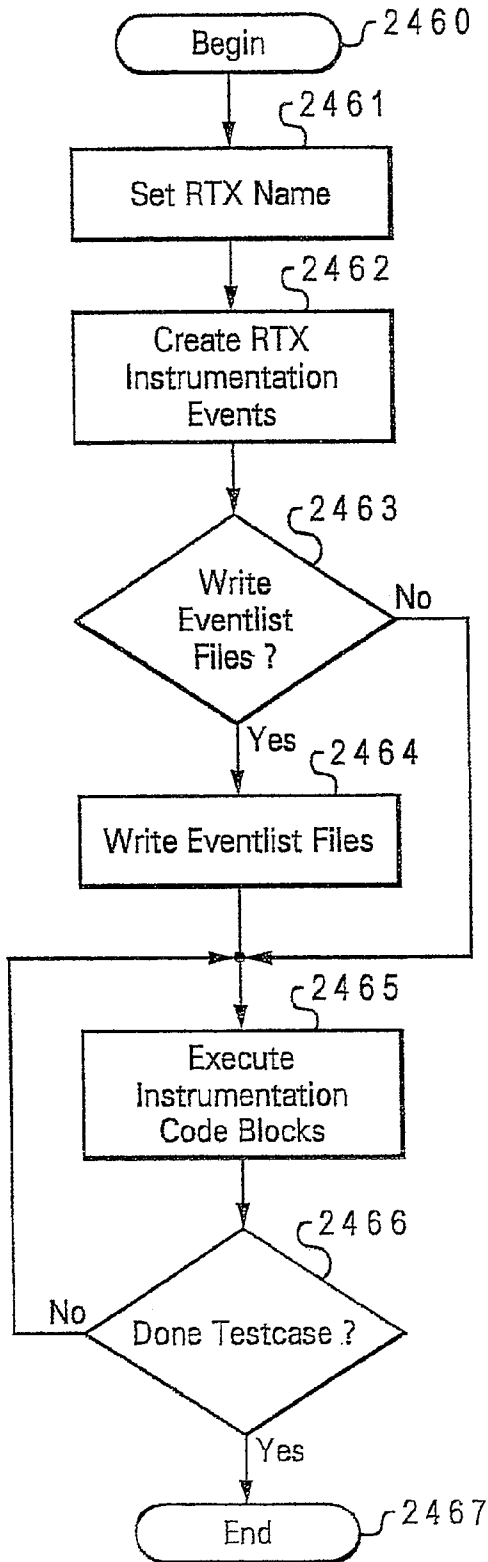 Begin
2460
2461
Set RTX Name
2462
Create RTX
Instrumentation
Events
2463
Write
Eventlist
Files ?
No
Yes
2464
Write Eventlist Files
2465
Execute
Instrumentation
Code Blocks
2466
No
Done Testcase ?
Yes
End
2467